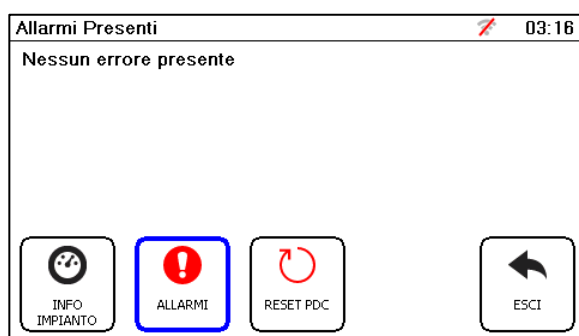 Allarmi Presenti 03:16
Nessun errore presente
INFO
IMPIANTO
ALLARMI
RESET PDC
ESCI